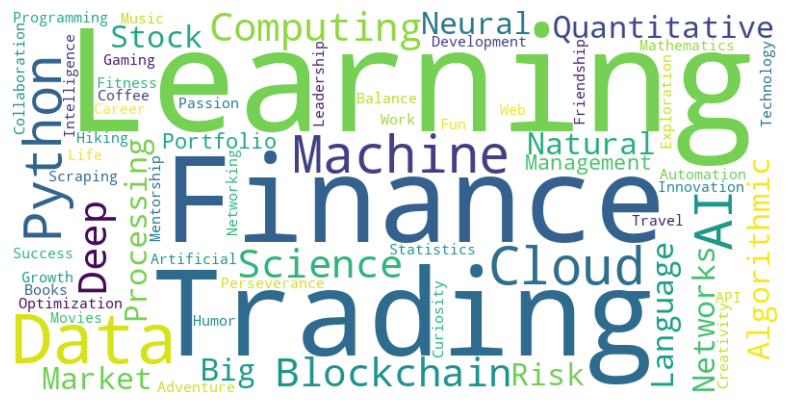 Programming
Music
Computing
Neural
Quantitative
Stock
Development
Mathematics
Learning
Gaming
Collaboration
Intelligence
Python
Fitness
Coffee
Career
Passion
Leadership
Balance
Work
Fun
Web
Friendship
Exploration
Technology
Hiking
Life
Scraping
Portfolio
Machine
Natural
Management
Automation
Innovation
Processing
Mentorship
Networking
Finance
Travel
AI
Deep
Algorithmic
Success
Artificial
Statistics
Science
Cloud
Language
Networks
Growth
Books
Optimization
Movies
Perseverance
Trading
Humor
Curiosity
API
Creativity
Data
Market
Big
Blockchain
Risk
Adventure